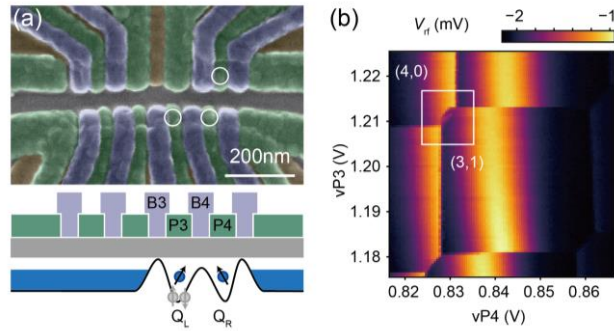 (a)
200nm
B3 B4
P3 P4
Q_L Q_R
(b)
V_rf (mV)
−2 −1
1.22
1.21
1.20
1.19
1.18
(4,0)
(3,1)
0.82 0.83 0.84 0.85 0.86
vP3 (V)
vP4 (V)